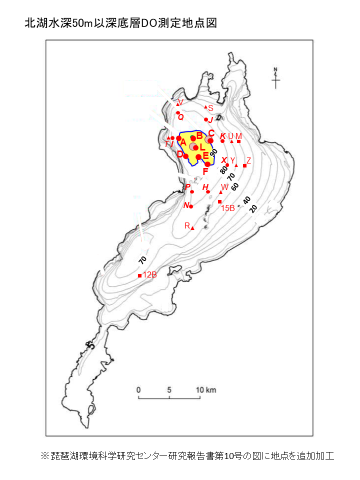 北湖水深50m以深底層DO測定地点図
N
V
S
Q
J
T
I
A
B
C
K U M
L
90
D
E
X Y
Z
80
F
70
P
H
W
60
N
15B
40
20
R
70
12B
0 5 10 km
※琵琶湖環境科学研究センター研究報告書第10号の図に地点を追加加工